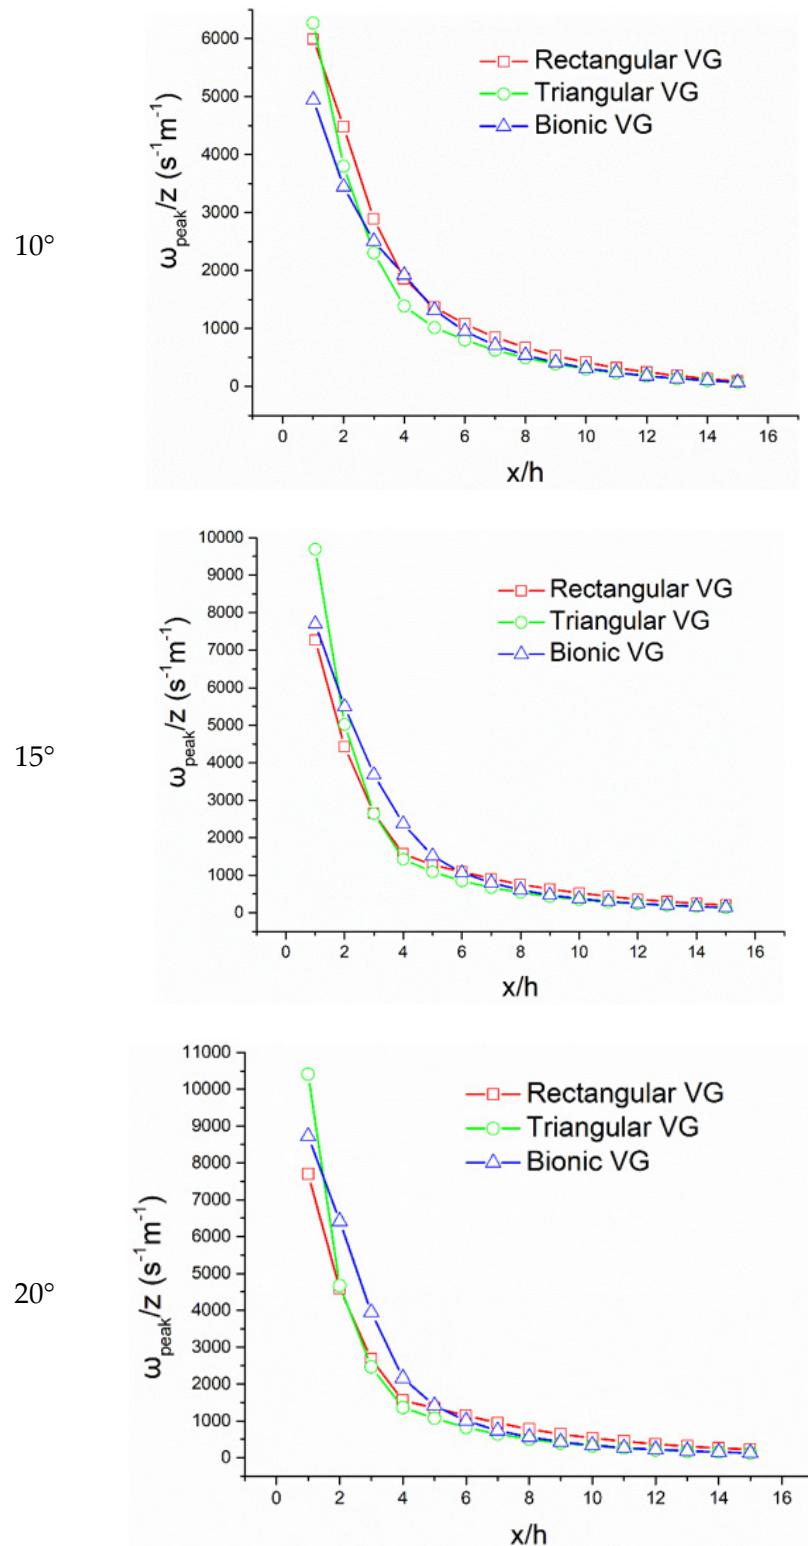 10°
6000
5000
4000
3000
2000
1000
0
ω_peak/z (s⁻¹m⁻¹)
Rectangular VG
Triangular VG
Bionic VG
0 2 4 6 8 10 12 14 16
x/h
15°
10000
9000
8000
7000
6000
5000
4000
3000
2000
1000
0
ω_peak/z (s⁻¹m⁻¹)
Rectangular VG
Triangular VG
Bionic VG
0 2 4 6 8 10 12 14 16
x/h
20°
11000
10000
9000
8000
7000
6000
5000
4000
3000
2000
1000
0
ω_peak/z (s⁻¹m⁻¹)
Rectangular VG
Triangular VG
Bionic VG
0 2 4 6 8 10 12 14 16
x/h